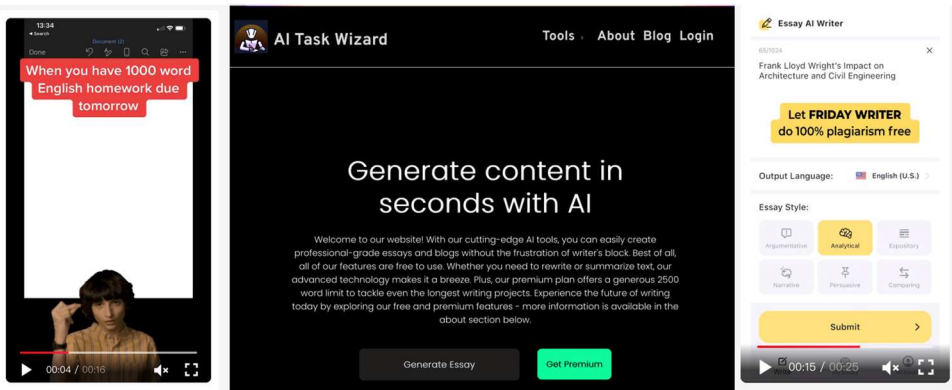 13:34
Search
Document (2)
Done
When you have 1000 word
English homework due
tomorrow
00:04 / 00:16
AI Task Wizard
Tools About Blog Login
Generate content in
seconds with AI
Welcome to our website! With our cutting-edge AI tools, you can easily create
professional-grade essays and blogs without the frustration of writer's block. Best of all,
all of our features are free to use. Whether you need to rewrite or summarize text, our
advanced technology makes it a breeze. Plus, our premium plan offers a generous 2500
word limit to tackle even the longest writing projects. Experience the future of writing
today by exploring our free and premium features - more information is available in the
about section below.
Generate Essay
Get Premium
Essay AI Writer
65/1024
Frank Lloyd Wright's Impact on
Architecture and Civil Engineering
Let FRIDAY WRITER
do 100% plagiarism free
Output Language: English (U.S.)
Essay Style:
Argumentative Analytical Expository
Narrative Persuasive Comparing
Submit
00:15 / 00:25